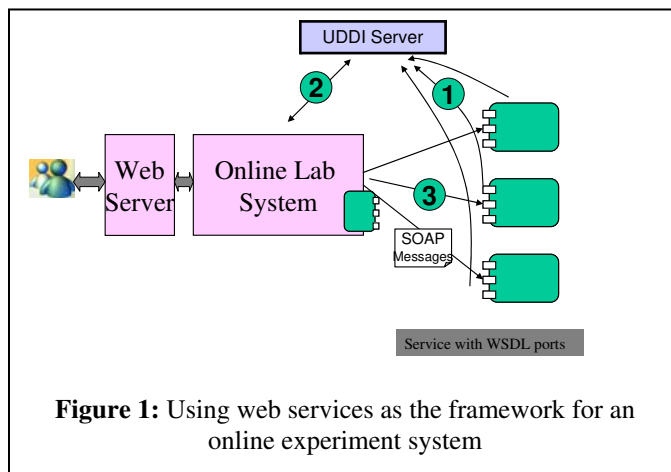 UDDI Server
2
1
Web
Server
Online Lab
System
3
SOAP
Messages
Service with WSDL ports
Figure 1: Using web services as the framework for an
online experiment system